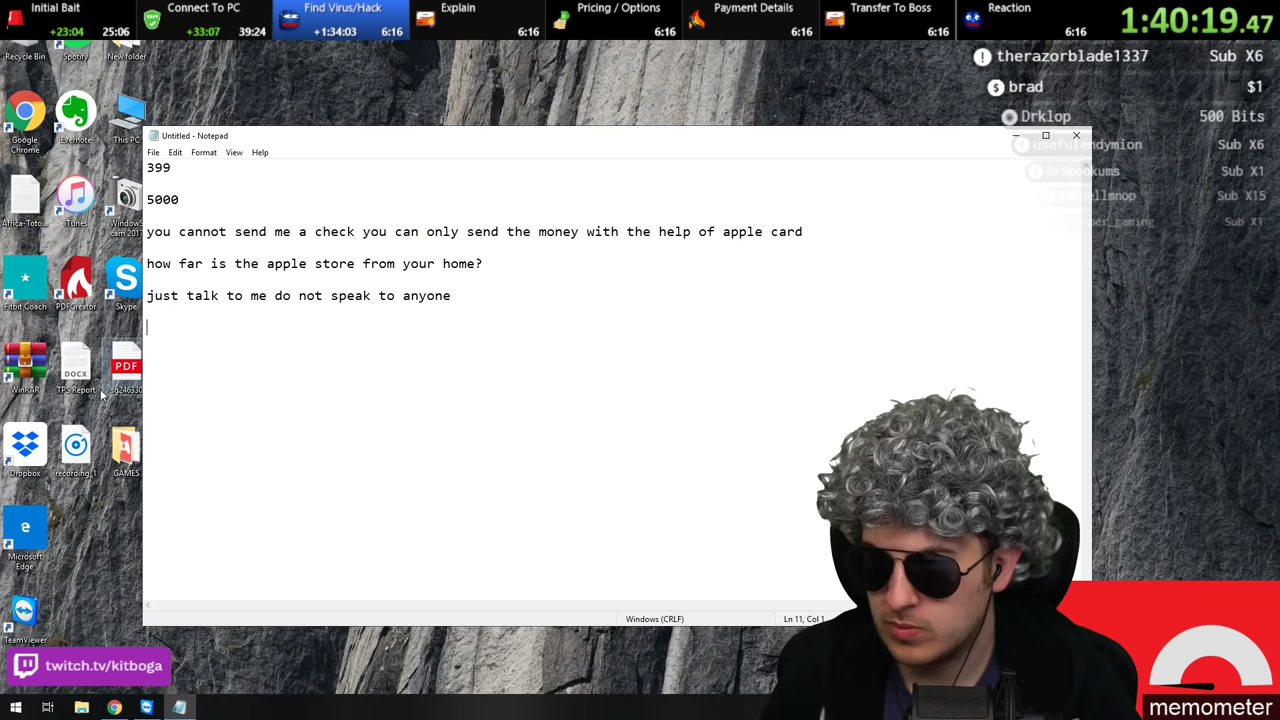 Initial Bait
+23:04 25:06
Connect To PC
+33:07 39:24
Find Virus/Hack
+1:34:03 6:16
Explain
6:16
Pricing / Options
6:16
Payment Details
6:16
Transfer To Boss
6:16
Reaction
6:16
1:40:19.47
therazorblade1337 Sub X6
brad $1
Drklop 500 Bits
usefulendymion Sub X6
DrSpookums Sub X1
Sub X15
Sub X1
Recycle Bin
Spotify
New folder
Google Chrome
Evernote
This PC
Africa-Toto...
iTunes
Fitbit Coach
PDFCreator
Skype
WinRAR
DOCX
TPS Report
PDF
Dropbox
recording_1
GAMES
Microsoft Edge
TeamViewer
Untitled - Notepad
File Edit Format View Help
399
5000
you cannot send me a check you can only send the money with the help of apple card
how far is the apple store from your home?
just talk to me do not speak to anyone
Windows (CRLF)
Ln 11, Col 1
twitch.tv/kitboga
memometer